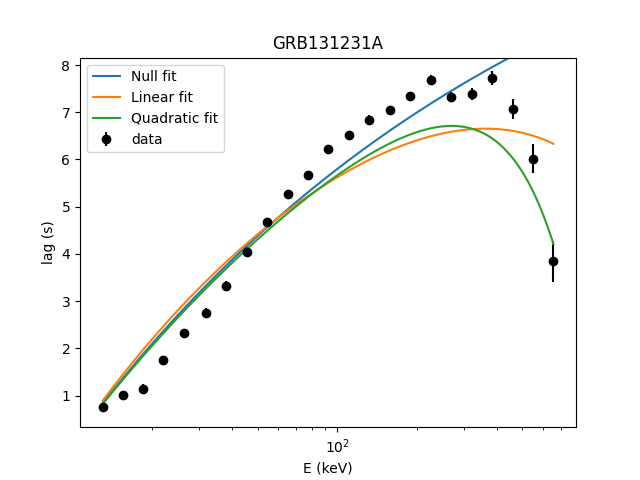 GRB131231A
Null fit
Linear fit
Quadratic fit
data
lag (s)
8
7
6
5
4
3
2
1
10²
E (keV)